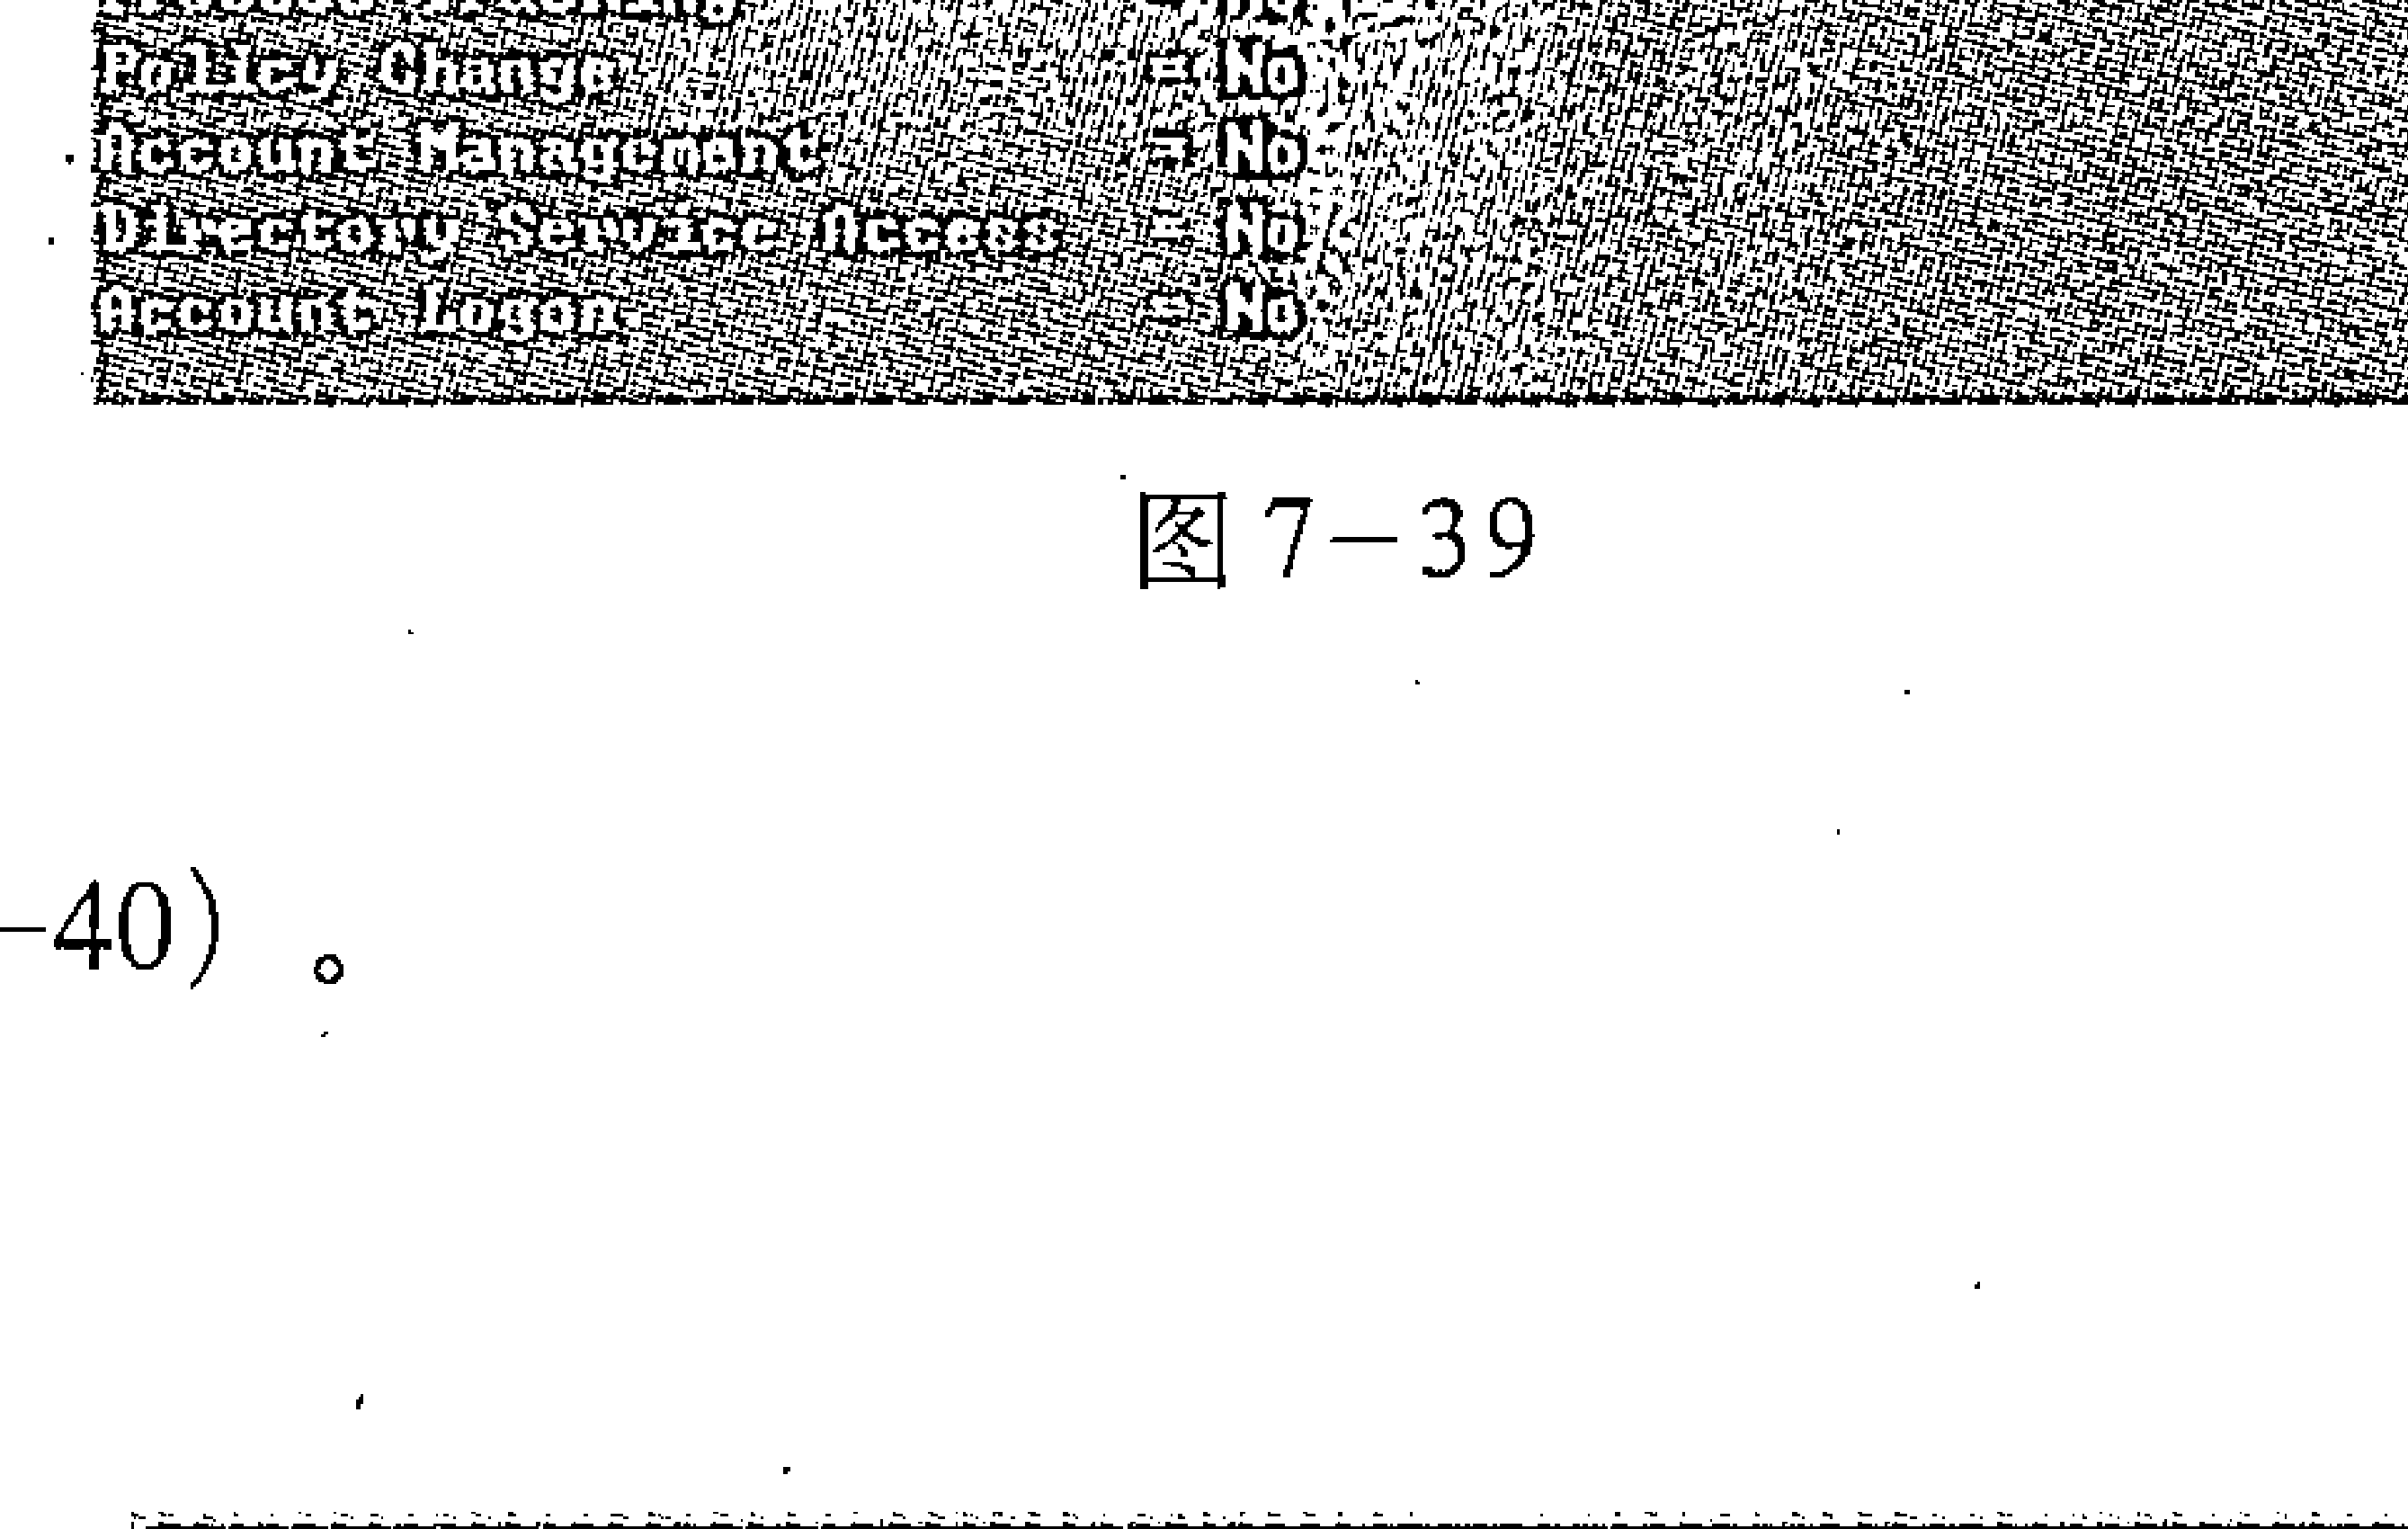 Policy Change = No
Account Management = No
Directory Service Access = No
Account Logon = No
图 7-39
-40) 。